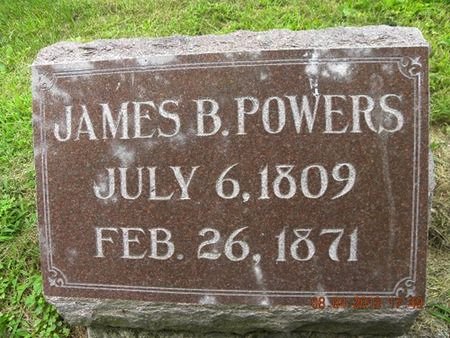 JAMES B. POWERS
JULY 6, 1809
FEB. 26, 1871